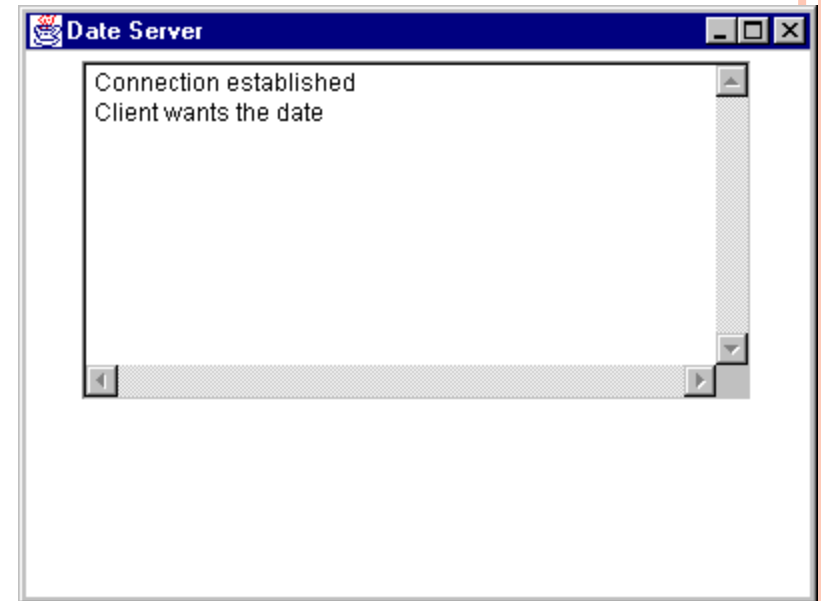 Date Server
Connection established
Client wants the date